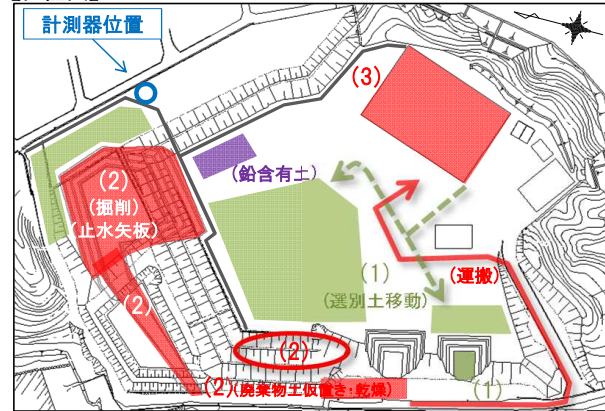 計測器位置
(3)
(鉛含有土)
(2)
(掘削)
(止水矢板)
(1)
(選別土移動)
(運搬)
(2)
(2)
(2)(廃棄物土仮置き:乾燥)
(1)